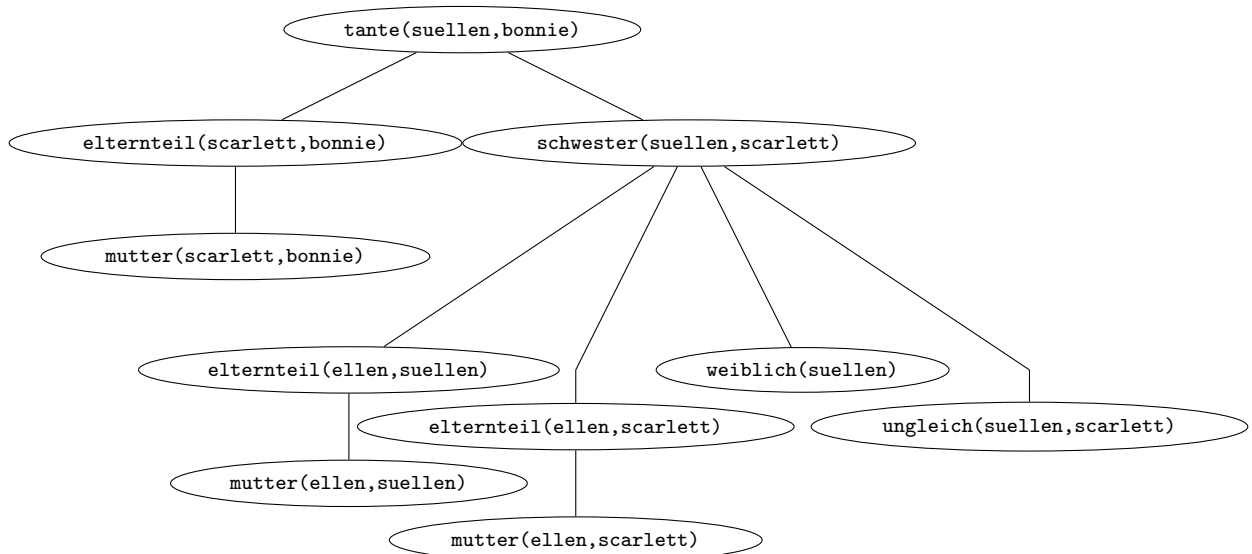 tante(suellen,bonnie)
elternteil(scarlett,bonnie)
schwester(suellen,scarlett)
mutter(scarlett,bonnie)
elternteil(ellen,suellen)
weiblich(suellen)
elternteil(ellen,scarlett)
ungleich(suellen,scarlett)
mutter(ellen,suellen)
mutter(ellen,scarlett)